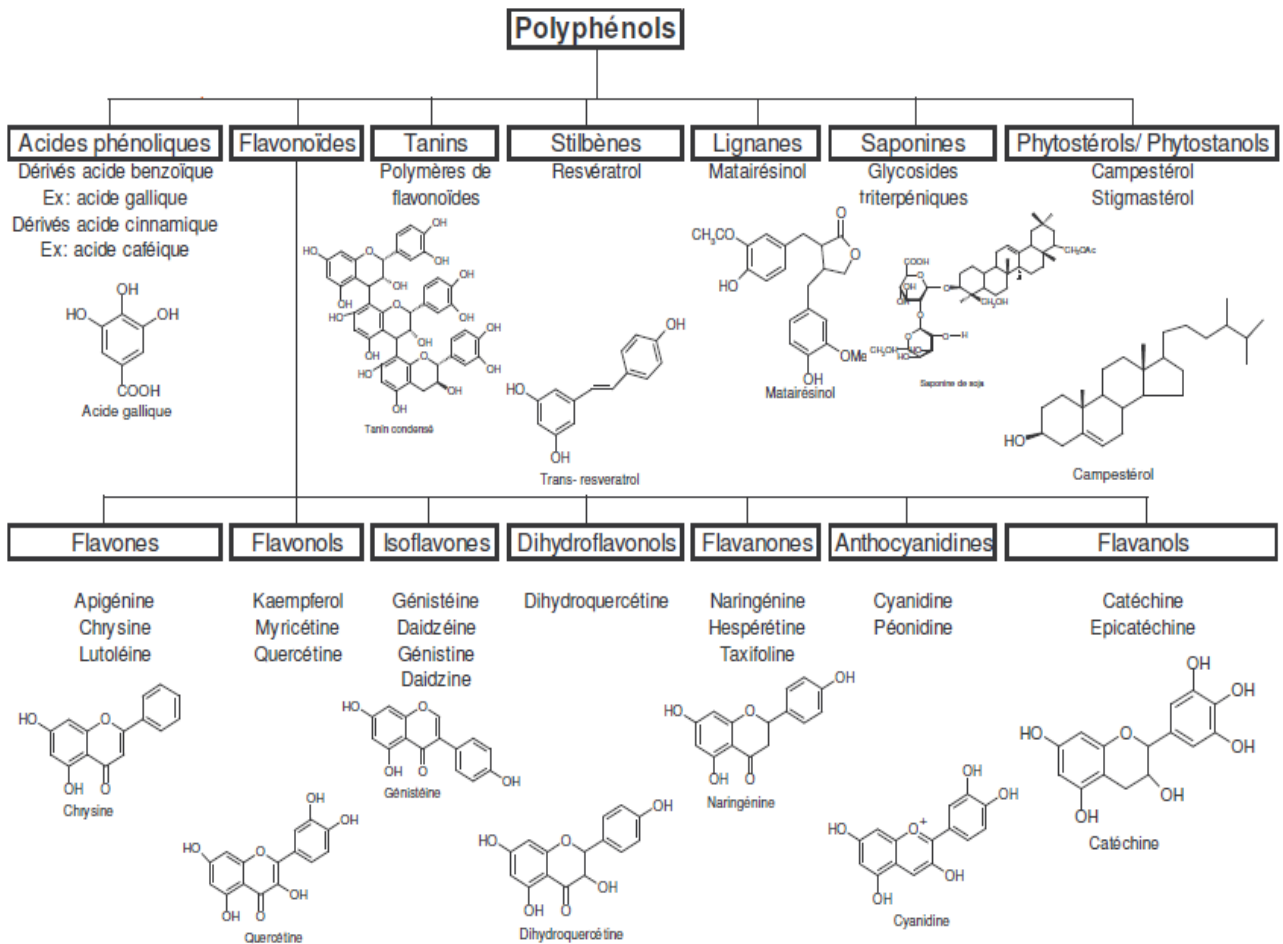 Polyphénols
Acides phénoliques
Dérivés acide benzoïque
Ex: acide gallique
Dérivés acide cinnamique
Ex: acide caféique
OH
HO
OH
COOH
Acide gallique
Flavonoïdes
Tanins
Polymères de
flavonoïdes
Tanin condensé
Stilbènes
Resvératrol
OH
HO
OH
Trans- resveratrol
Lignanes
Matairésinol
O
CH₃CO
O
HO
OMe
OH
Matairésinol
Saponines
Glycosides
triterpéniques
COOH
OAc
CH₂OH
Saponine de soja
Phytostérols/ Phytostanols
Campestérol
Stigmastérol
HO
Campestérol
Flavones
Apigénine
Chrysine
Lutoléine
HO
O
OH
O
Chrysine
Flavonols
Kaempferol
Myricétine
Quercétine
OH
OH
HO
O
OH
OH
O
Quercétine
Isoflavones
Génistéine
Daidzéine
Génistine
Daidzine
HO
O
OH
O
OH
Génistéine
Dihydroflavonols
Dihydroquercétine
OH
HO
O
OH
OH
O
Dihydroquercétine
Flavanones
Naringénine
Hespérétine
Taxifoline
OH
HO
O
OH
O
Naringénine
Anthocyanidines
Cyanidine
Péonidine
OH
OH
HO
O+
OH
OH
Cyanidine
Flavanols
Catéchine
Epicatéchine
OH
OH
HO
O
OH
OH
OH
Catéchine